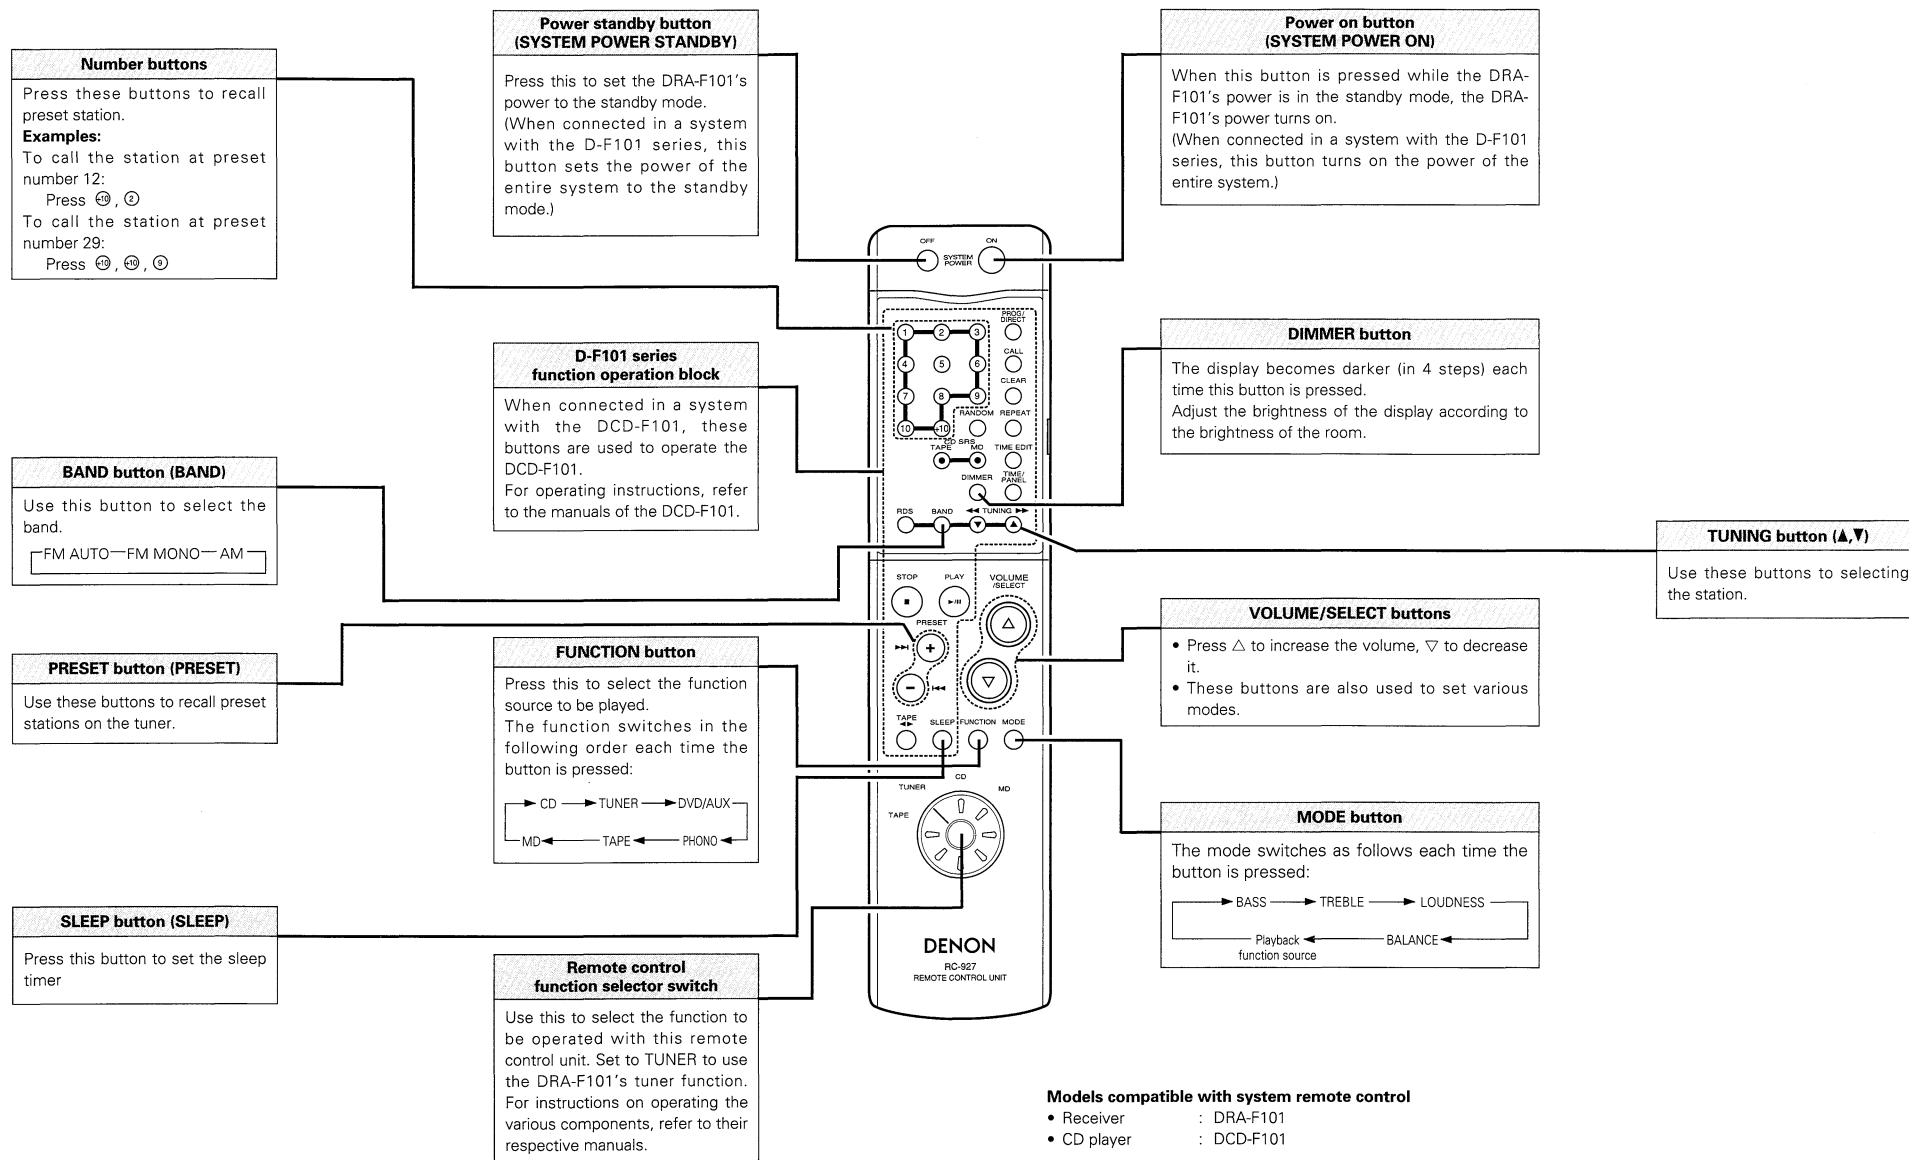 Number buttons
Press these buttons to recall
preset station.
Examples:
To call the station at preset
number 12:
Press +10, 2
To call the station at preset
number 29:
Press +10, +10, 9
BAND button (BAND)
Use this button to select the
band.
FM AUTO—FM MONO—AM
PRESET button (PRESET)
Use these buttons to recall preset
stations on the tuner.
SLEEP button (SLEEP)
Press this button to set the sleep
timer
Power standby button
(SYSTEM POWER STANDBY)
Press this to set the DRA-F101's
power to the standby mode.
(When connected in a system
with the D-F101 series, this
button sets the power of the
entire system to the standby
mode.)
D-F101 series
function operation block
When connected in a system
with the DCD-F101, these
buttons are used to operate the
DCD-F101.
For operating instructions, refer
to the manuals of the DCD-F101.
FUNCTION button
Press this to select the function
source to be played.
The function switches in the
following order each time the
button is pressed:
► CD → TUNER → DVD/AUX
MD ← TAPE ← PHONO ←
Remote control
function selector switch
Use this to select the function to
be operated with this remote
control unit. Set to TUNER to use
the DRA-F101's tuner function.
For instructions on operating the
various components, refer to their
respective manuals.
OFF ON
SYSTEM
POWER
PROG/
DIRECT
1 2 3
CALL
4 5 6
CLEAR
7 8 9
RANDOM REPEAT
10 +10
CD SRS
TAPE MD TIME EDIT
DIMMER TIME/
PANEL
RDS BAND ◄◄ TUNING ►►
▼ ▲
STOP PLAY VOLUME
/SELECT
■ ►/II
△
PRESET
►►I +
▽
− I◄◄
TAPE
◄►
SLEEP FUNCTION MODE
CD
TUNER MD
TAPE
DENON
RC-927
REMOTE CONTROL UNIT
Power on button
(SYSTEM POWER ON)
When this button is pressed while the DRA-
F101's power is in the standby mode, the DRA-
F101's power turns on.
(When connected in a system with the D-F101
series, this button turns on the power of the
entire system.)
DIMMER button
The display becomes darker (in 4 steps) each
time this button is pressed.
Adjust the brightness of the display according to
the brightness of the room.
TUNING button (▲,▼)
Use these buttons to selecting
the station.
VOLUME/SELECT buttons
• Press △ to increase the volume, ▽ to decrease
it.
• These buttons are also used to set various
modes.
MODE button
The mode switches as follows each time the
button is pressed:
► BASS → TREBLE → LOUDNESS
Playback ← BALANCE ←
function source
Models compatible with system remote control
• Receiver : DRA-F101
• CD player : DCD-F101